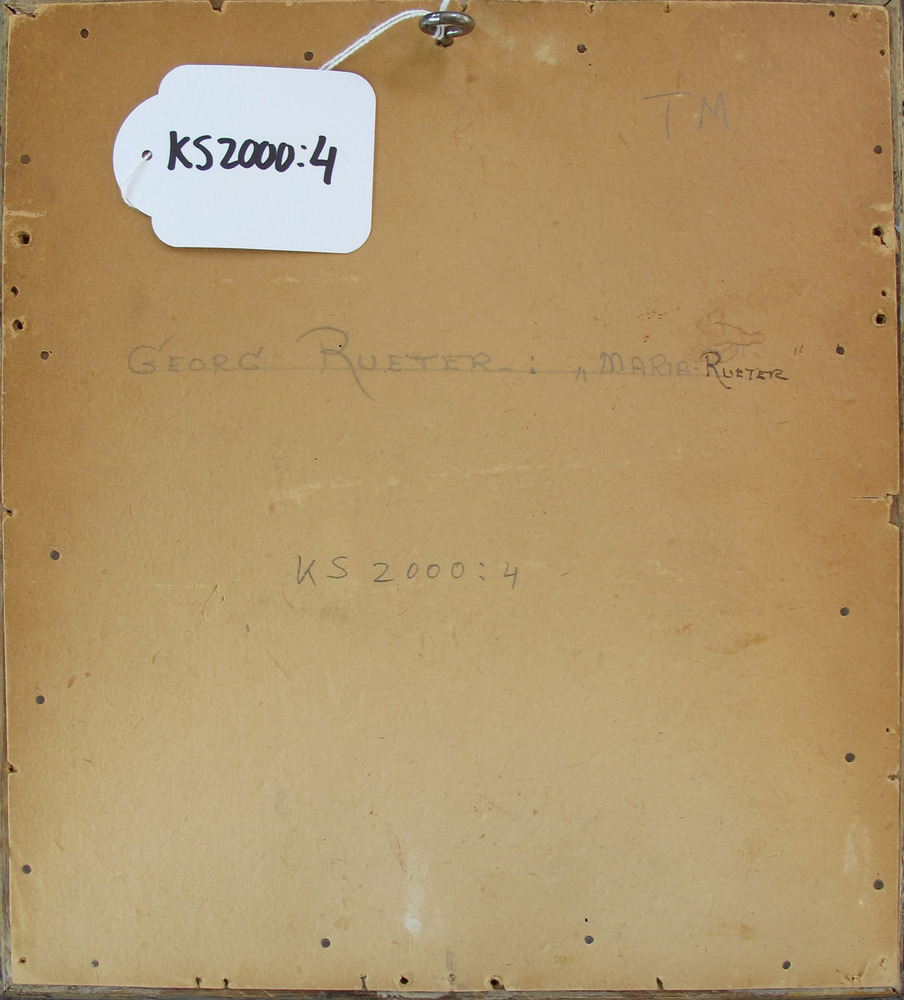 KS2000:4
TM
GEORG RUETER. : „MARIA RUETER"
KS 2000:4